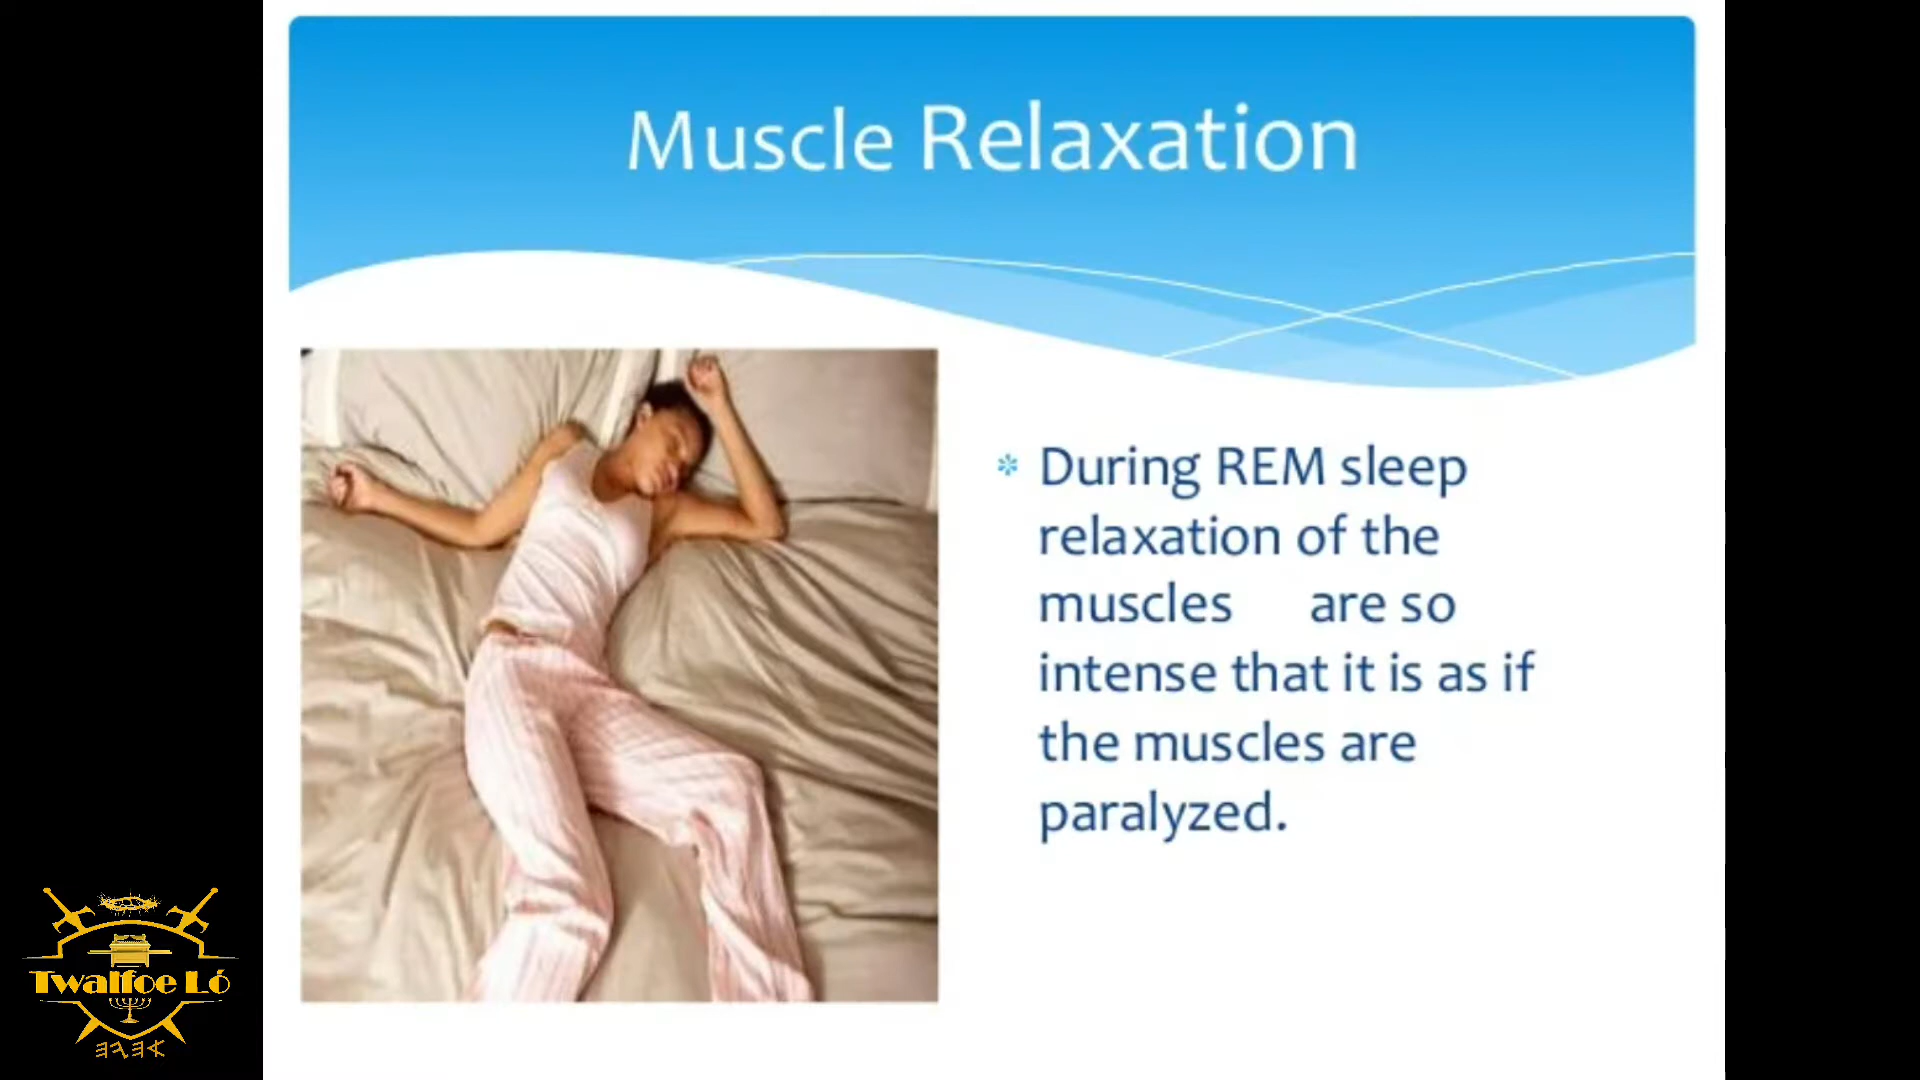 Muscle Relaxation
* During REM sleep
relaxation of the
muscles are so
intense that it is as if
the muscles are
paralyzed.
Twalfoe Ló